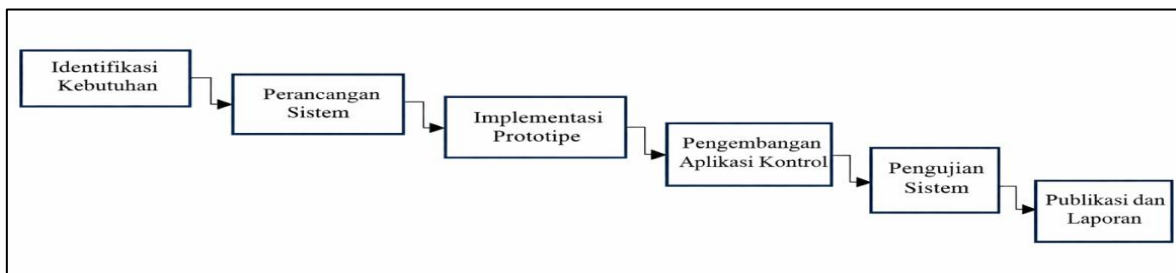 Identifikasi
Kebutuhan
Perancangan
Sistem
Implementasi
Prototipe
Pengembangan
Aplikasi Kontrol
Pengujian
Sistem
Publikasi dan
Laporan